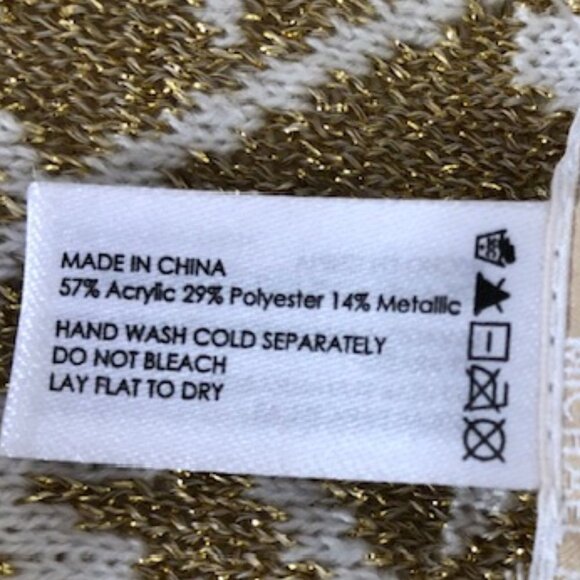 MADE IN CHINA
57% Acrylic 29% Polyester 14% Metallic
HAND WASH COLD SEPARATELY
DO NOT BLEACH
LAY FLAT TO DRY
MICHAEL